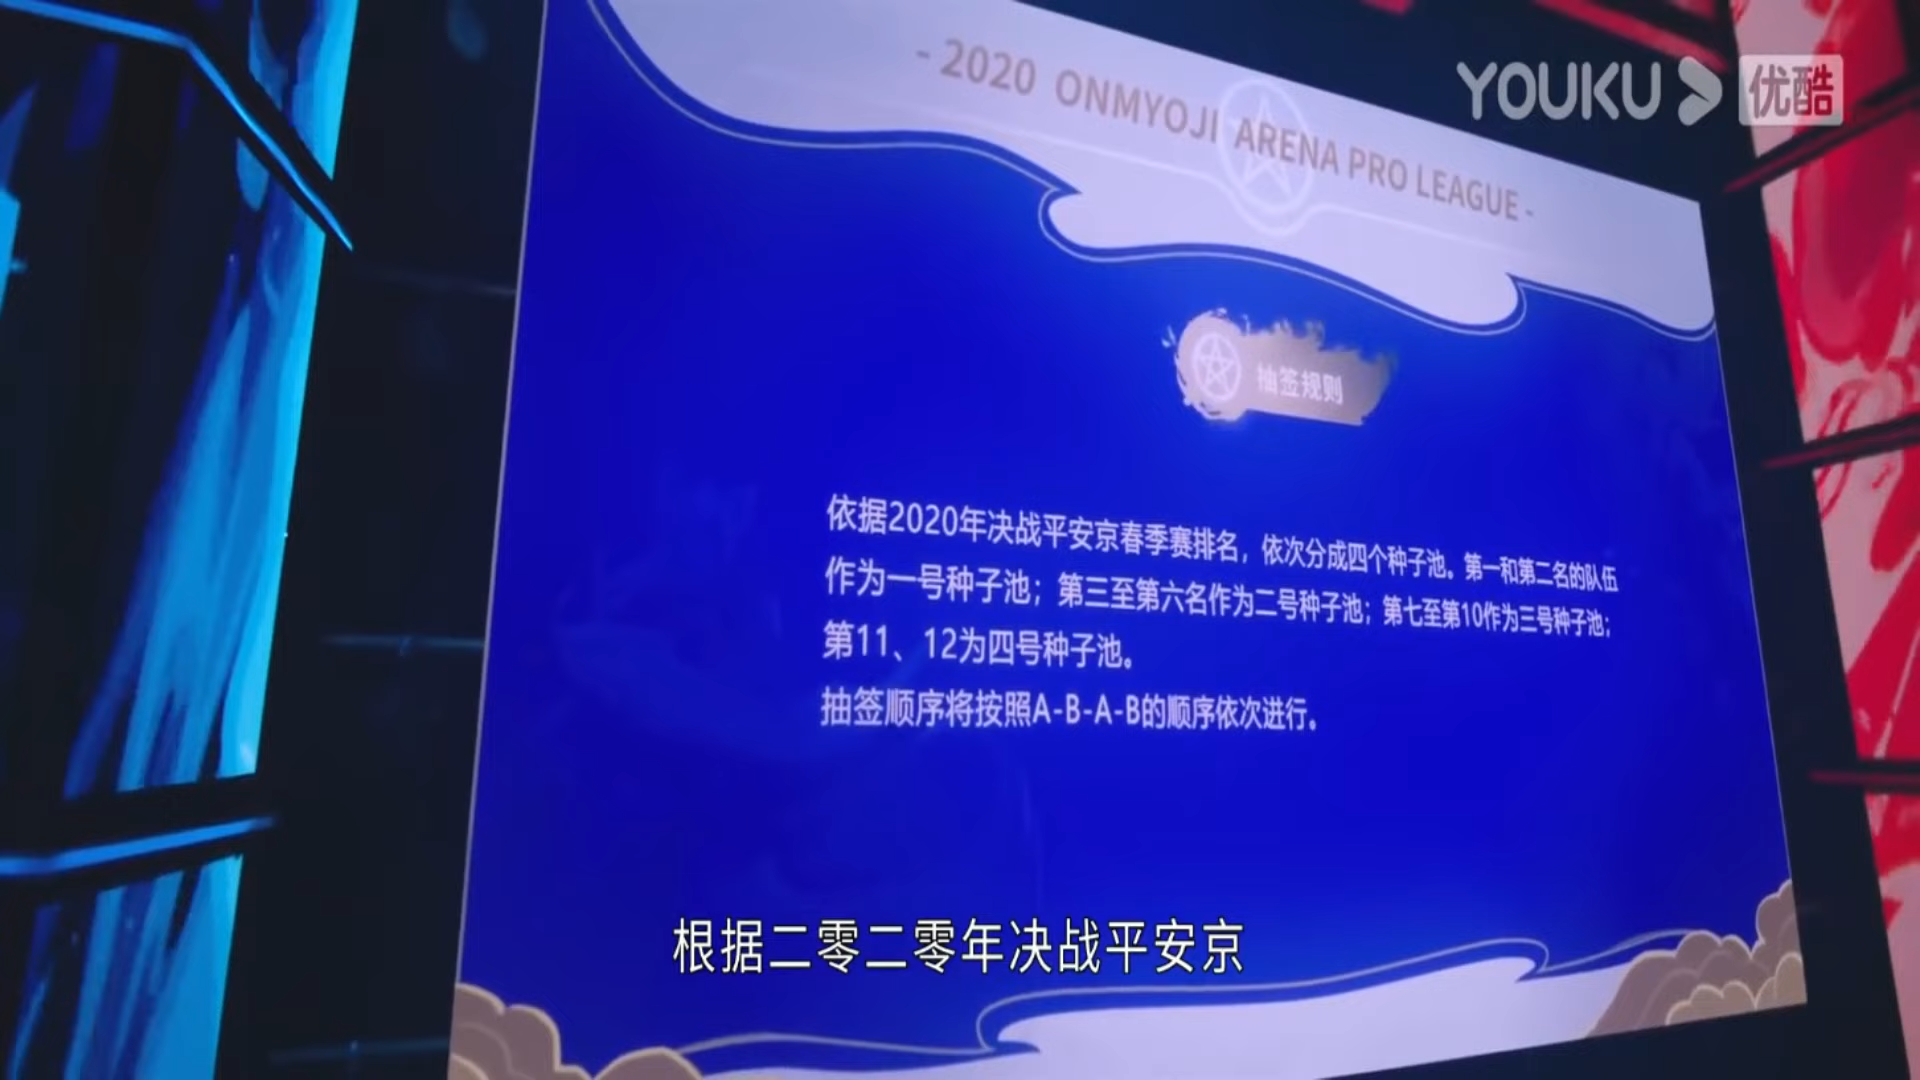 - 2020 ONMYOJI ARENA PRO LEAGUE -
YOUKU 优酷
抽签规则
依据2020年决战平安京春季赛排名，依次分成四个种子池。第一和第二名的队伍
作为一号种子池；第三至第六名作为二号种子池；第七至第10作为三号种子池；
第11、12为四号种子池。
抽签顺序将按照A-B-A-B的顺序依次进行。
根据二零二零年决战平安京